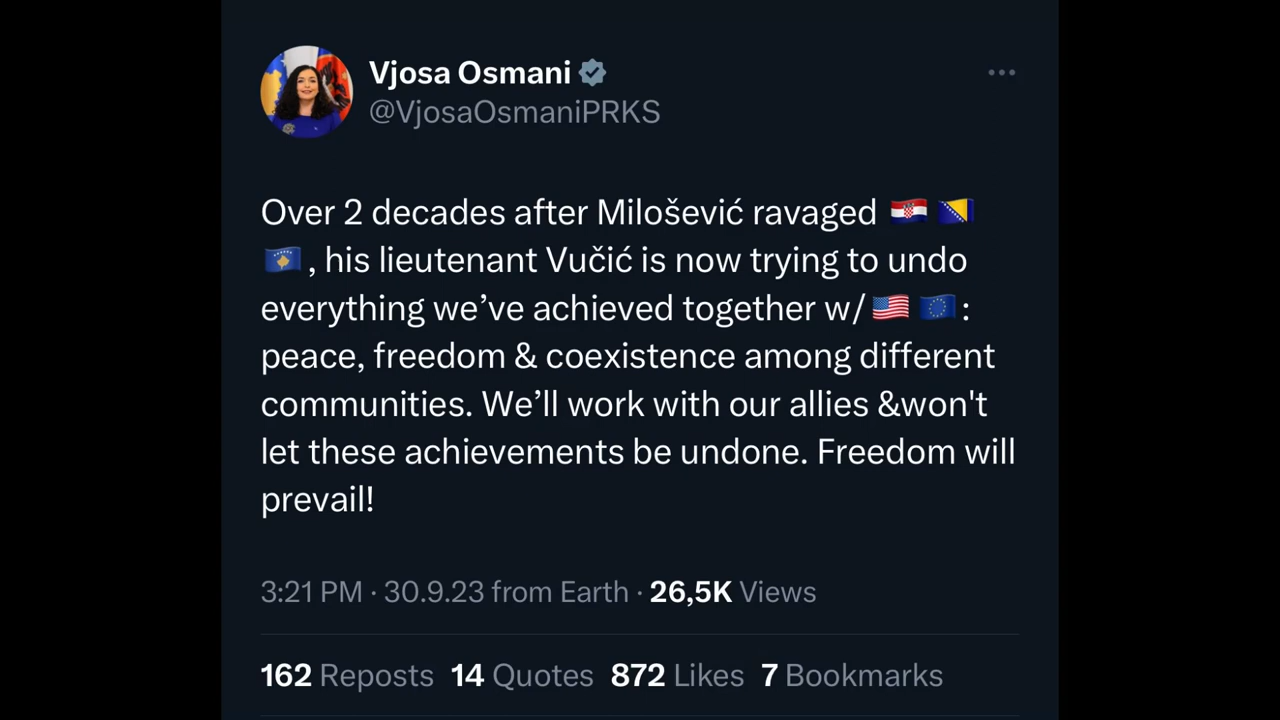 Vjosa Osmani
@VjosaOsmaniPRKS
Over 2 decades after Milošević ravaged 🇭🇷 🇧🇦
🇽🇰 , his lieutenant Vučić is now trying to undo
everything we’ve achieved together w/🇺🇸 🇪🇺 :
peace, freedom & coexistence among different
communities. We’ll work with our allies &won't
let these achievements be undone. Freedom will
prevail!
3:21 PM · 30.9.23 from Earth · 26,5K Views
162 Reposts 14 Quotes 872 Likes 7 Bookmarks